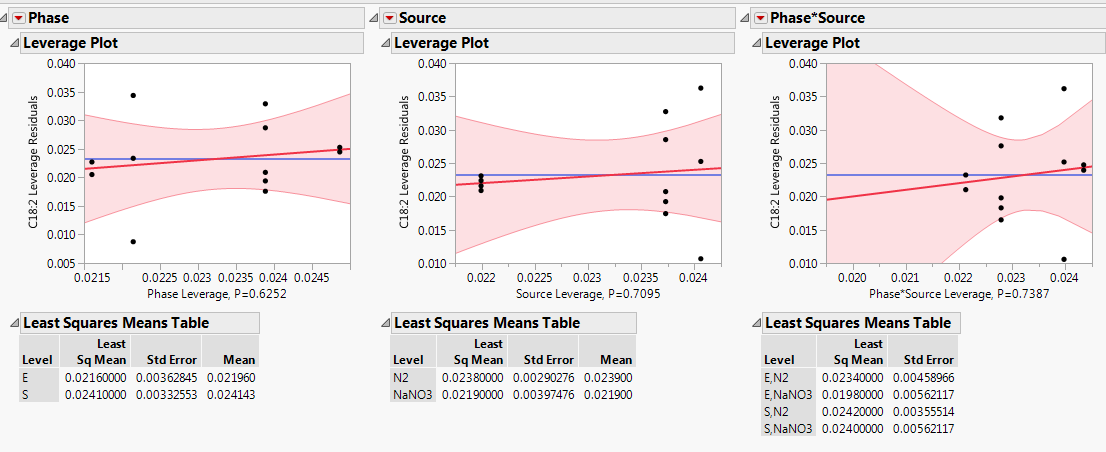 Phase
Leverage Plot
0.040
0.035
0.030
0.025
0.020
0.015
0.010
0.005
C18:2 Leverage Residuals
0.0215 0.0225 0.023 0.0235 0.024 0.0245
Phase Leverage, P=0.6252
Least Squares Means Table
Least
Level Sq Mean Std Error Mean
E 0.02160000 0.00362845 0.021960
S 0.02410000 0.00332553 0.024143
Source
Leverage Plot
0.040
0.035
0.030
0.025
0.020
0.015
0.010
C18:2 Leverage Residuals
0.022 0.023 0.024
Source Leverage, P=0.7095
Least Squares Means Table
Least
Level Sq Mean Std Error Mean
N2 0.02380000 0.00290276 0.023900
NaNO3 0.02190000 0.00397476 0.021900
Phase*Source
Leverage Plot
0.040
0.035
0.030
0.025
0.020
0.015
0.010
C18:2 Leverage Residuals
0.020 0.021 0.022 0.023 0.024
Phase*Source Leverage, P=0.7387
Least Squares Means Table
Least
Level Sq Mean Std Error
E,N2 0.02340000 0.00458966
E,NaNO3 0.01980000 0.00562117
S,N2 0.02420000 0.00355514
S,NaNO3 0.02400000 0.00562117